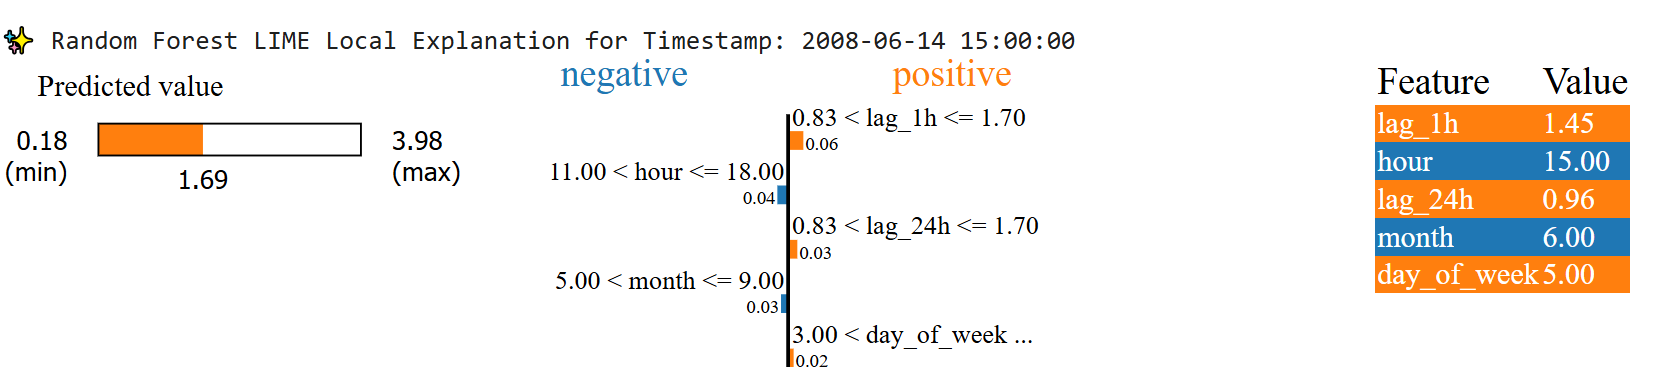 Random Forest LIME Local Explanation for Timestamp: 2008-06-14 15:00:00
Predicted value
0.18
(min)
1.69
3.98
(max)
negative
positive
0.83 < lag_1h <= 1.70
0.06
11.00 < hour <= 18.00
0.04
0.83 < lag_24h <= 1.70
0.03
5.00 < month <= 9.00
0.03
3.00 < day_of_week ...
0.02
Feature Value
lag_1h 1.45
hour 15.00
lag_24h 0.96
month 6.00
day_of_week 5.00